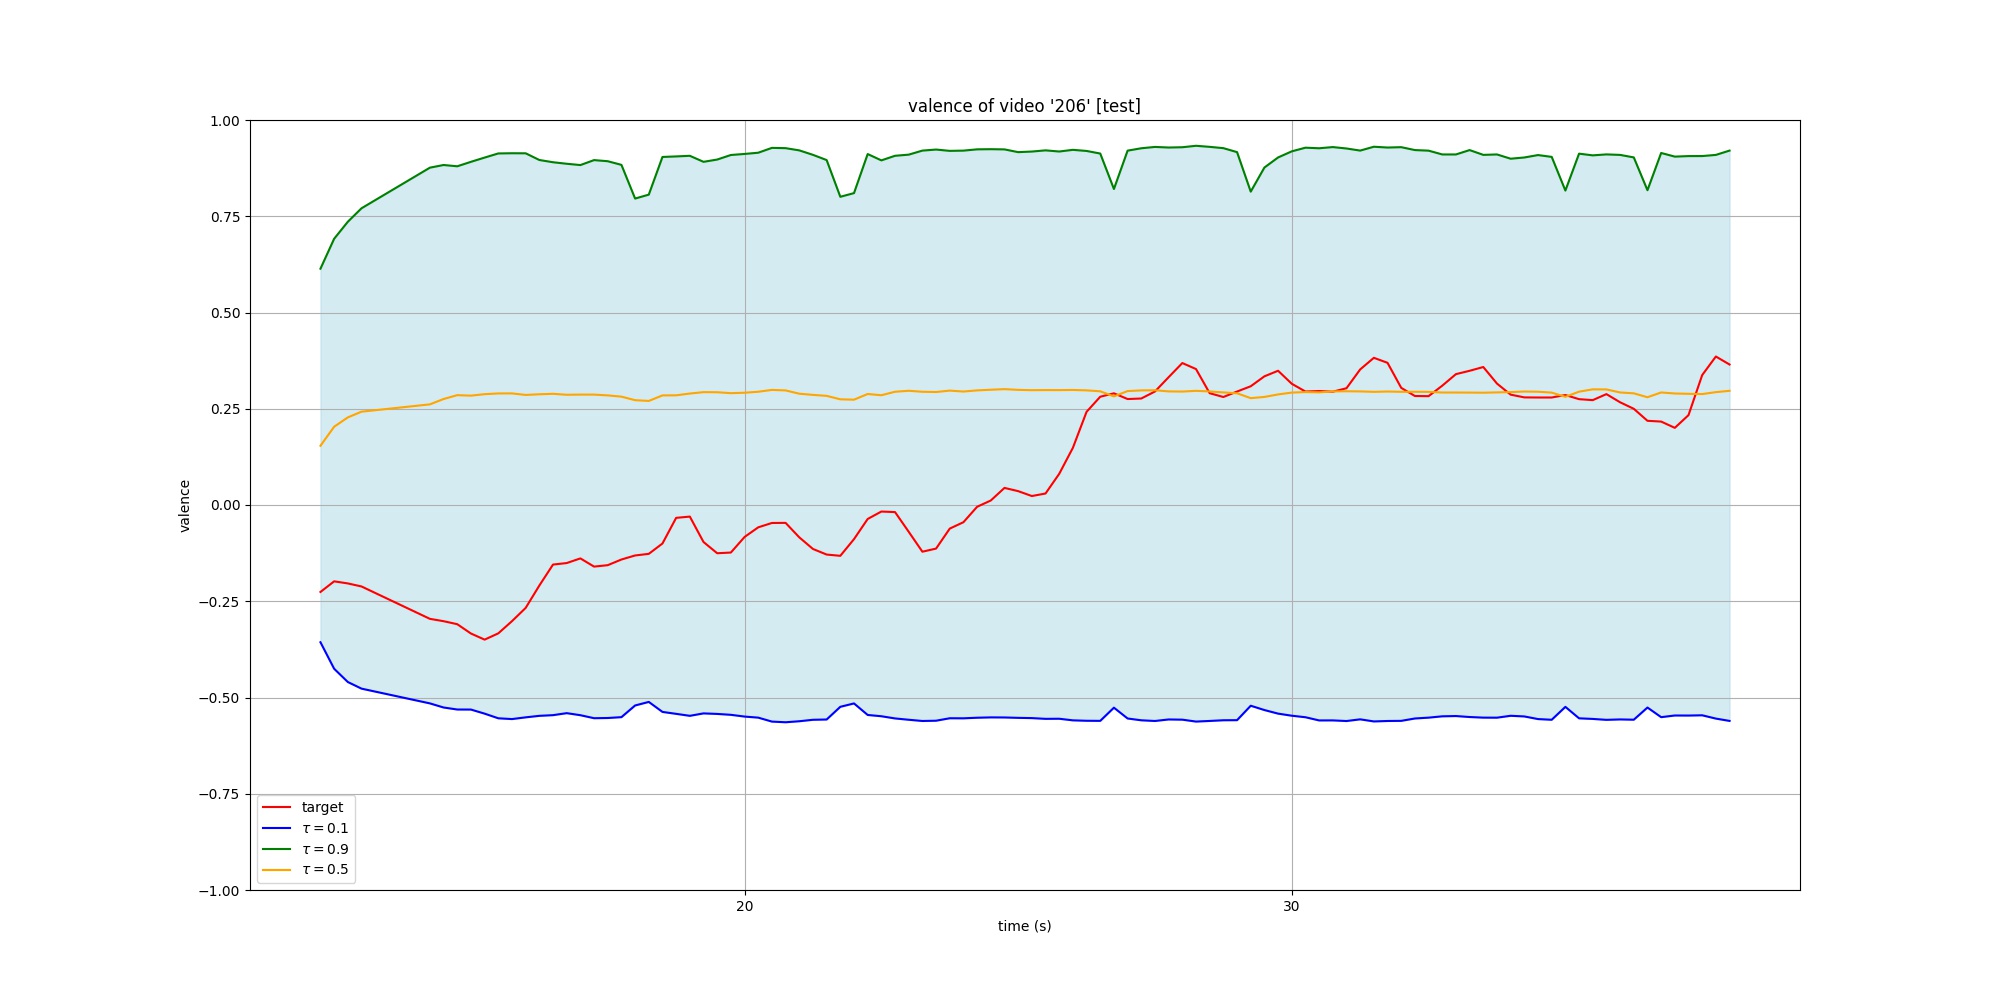 valence of video '206' [test]
1.00
0.75
0.50
0.25
0.00
−0.25
−0.50
−0.75
−1.00
valence
target
τ = 0.1
τ = 0.9
τ = 0.5
20
30
time (s)